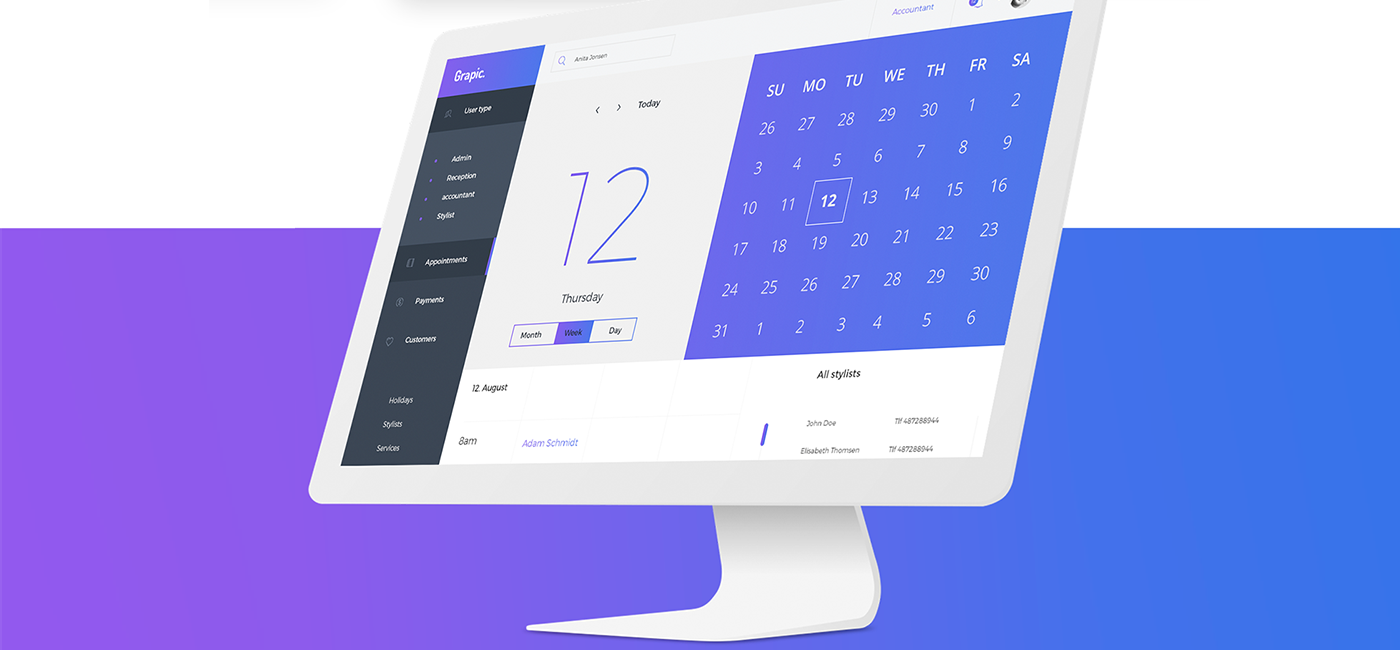 Accountant
Grapic.
Anita Jonsen
User type
Today
Admin
Reception
accountant
Stylist
Appointments
Payments
Customers
Holidays
Stylists
Services
12
Thursday
Month Week Day
SU MO TU WE TH FR SA
26 27 28 29 30 1 2
3 4 5 6 7 8 9
10 11 12 13 14 15 16
17 18 19 20 21 22 23
24 25 26 27 28 29 30
31 1 2 3 4 5 6
12. August
8am Adam Schmidt
All stylists
John Doe Tlf 487288944
Elisabeth Thomsen Tlf 487288944